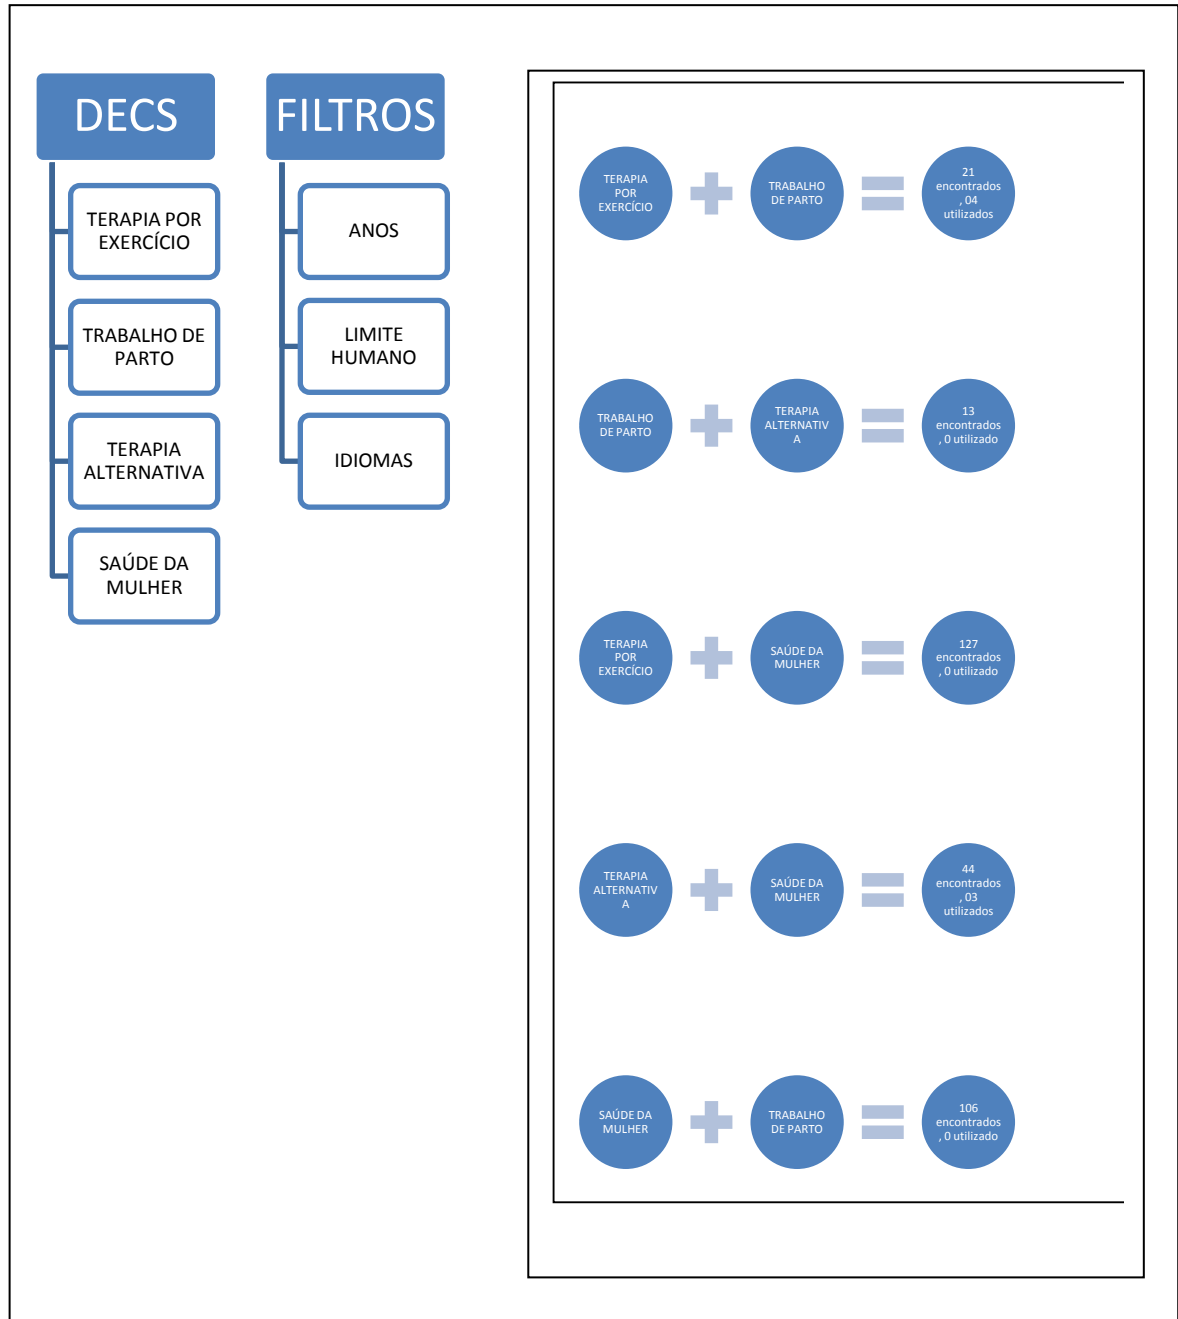 DECS
TERAPIA POR
EXERCÍCIO
TRABALHO DE
PARTO
TERAPIA
ALTERNATIVA
SAÚDE DA
MULHER
FILTROS
ANOS
LIMITE
HUMANO
IDIOMAS
TERAPIA
POR
EXERCÍCIO
TRABALHO
DE PARTO
21
encontrados
, 04
utilizados
TRABALHO
DE PARTO
TERAPIA
ALTERNATIV
A
13
encontrados
, 0 utilizado
TERAPIA
POR
EXERCÍCIO
SAÚDE DA
MULHER
127
encontrados
, 0 utilizado
TERAPIA
ALTERNATIV
A
SAÚDE DA
MULHER
44
encontrados
, 03
utilizados
SAÚDE DA
MULHER
TRABALHO
DE PARTO
106
encontrados
, 0 utilizado